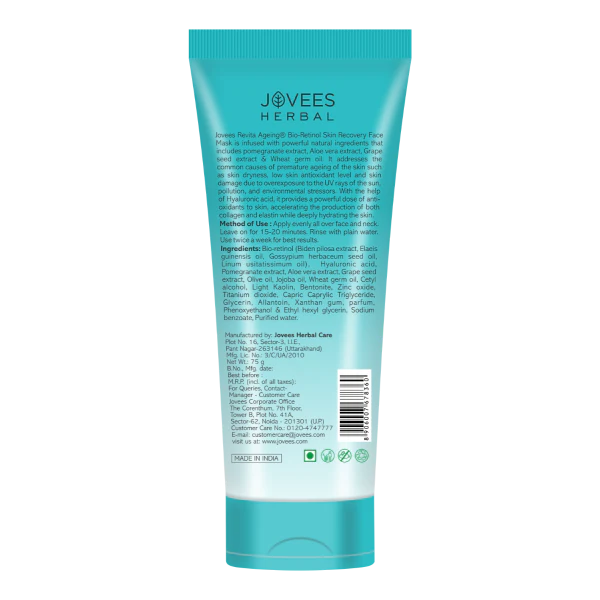 JOVEES
HERBAL
Jovees Revita Ageing® Bio-Retinol Skin Recovery Face
Mask is infused with powerful natural ingredients that
includes pomegranate extract, Aloe vera extract, Grape
seed extract & Wheat germ oil. It addresses the
common causes of premature ageing of the skin such
as skin dryness, low skin antioxidant level and skin
damage due to overexposure to the UV rays of the sun,
pollution, and environmental stressors. With the help
of Hyaluronic acid, it provides a powerful dose of anti-
oxidants to skin, accelerating the production of both
collagen and elastin while deeply hydrating the skin.
Method of Use : Apply evenly all over face and neck.
Leave on for 15-20 minutes. Rinse with plain water.
Use twice a week for best results.
Ingredients: Bio-retinol (Biden pilosa extract, Elaeis
guinensis oil, Gossypium herbaceum seed oil,
Linum usitatissimum oil), Hyaluronic acid,
Pomegranate extract, Aloe vera extract, Grape seed
extract, Olive oil, Jojoba oil, Wheat germ oil, Cetyl
alcohol, Light Kaolin, Bentonite, Zinc oxide,
Titanium dioxide, Capric Caprylic Triglyceride,
Glycerin, Allantoin, Xanthan gum, parfum,
Phenoxyethanol & Ethyl hexyl glycerin, Sodium
benzoate, Purified water.
Manufactured by: Jovees Herbal Care
Plot No. 16, Sector-3, I.I.E.,
Pant Nagar-263146 (Uttarakhand)
Mfg. Lic. No.: 9/C/UA/2010
Net Wt.: 75 g
B.No., Mfg. date:
Best before :
M.R.P. (incl. of all taxes):
For Queries, Contact-
Manager - Customer Care
Jovees Corporate Office
The Corenthum, 7th Floor,
Tower B, Plot No. 41A,
Sector-62, Noida - 201301 (U.P.)
Customer Care No.: 0120-4747777
E-mail: customercare@jovees.com
visit us at: www.jovees.com
8906007678360
MADE IN INDIA